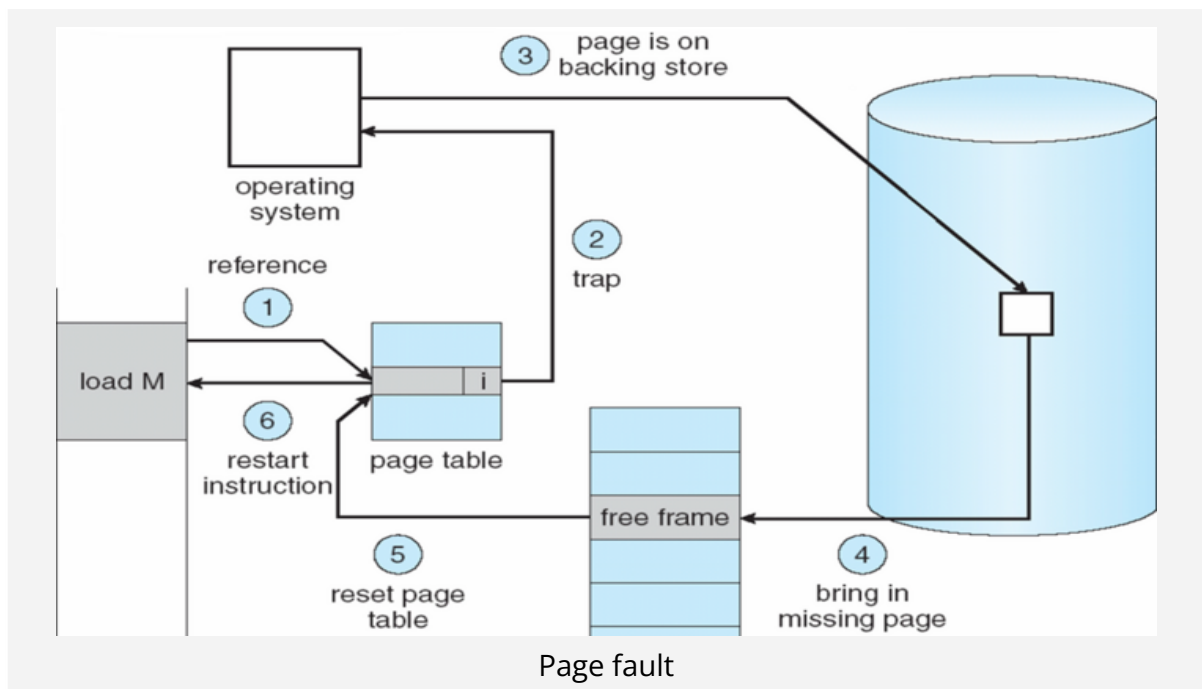 3
page is on
backing store
operating
system
2
trap
reference
1
load M
i
6
restart
instruction
page table
free frame
5
reset page
table
4
bring in
missing page
Page fault